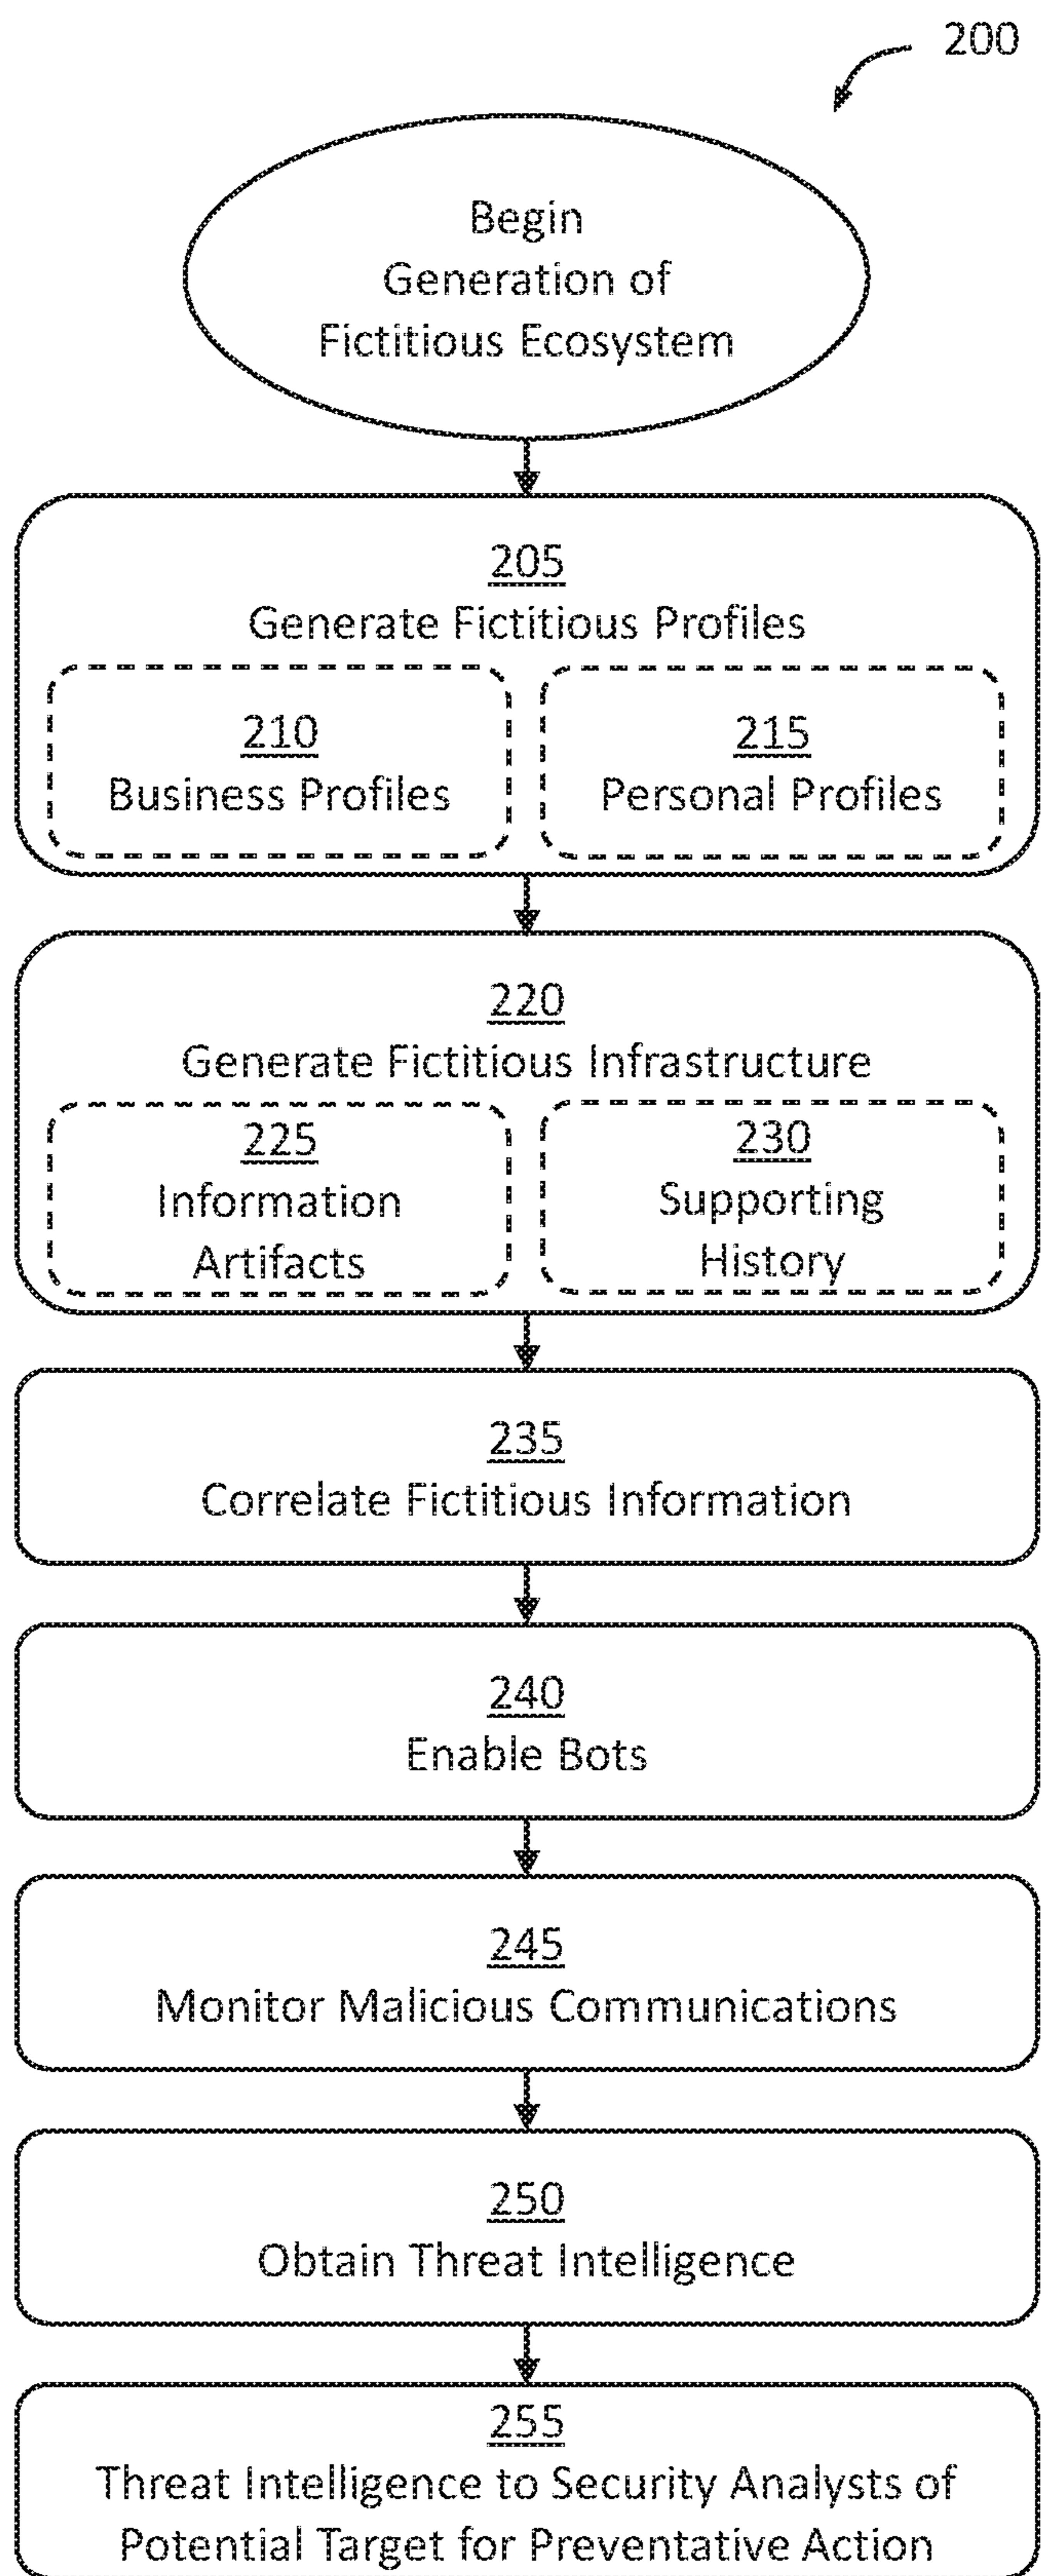 200
Begin
Generation of
Fictitious Ecosystem
205
Generate Fictitious Profiles
210
Business Profiles
215
Personal Profiles
220
Generate Fictitious Infrastructure
225
Information
Artifacts
230
Supporting
History
235
Correlate Fictitious Information
240
Enable Bots
245
Monitor Malicious Communications
250
Obtain Threat Intelligence
255
Threat Intelligence to Security Analysts of
Potential Target for Preventative Action